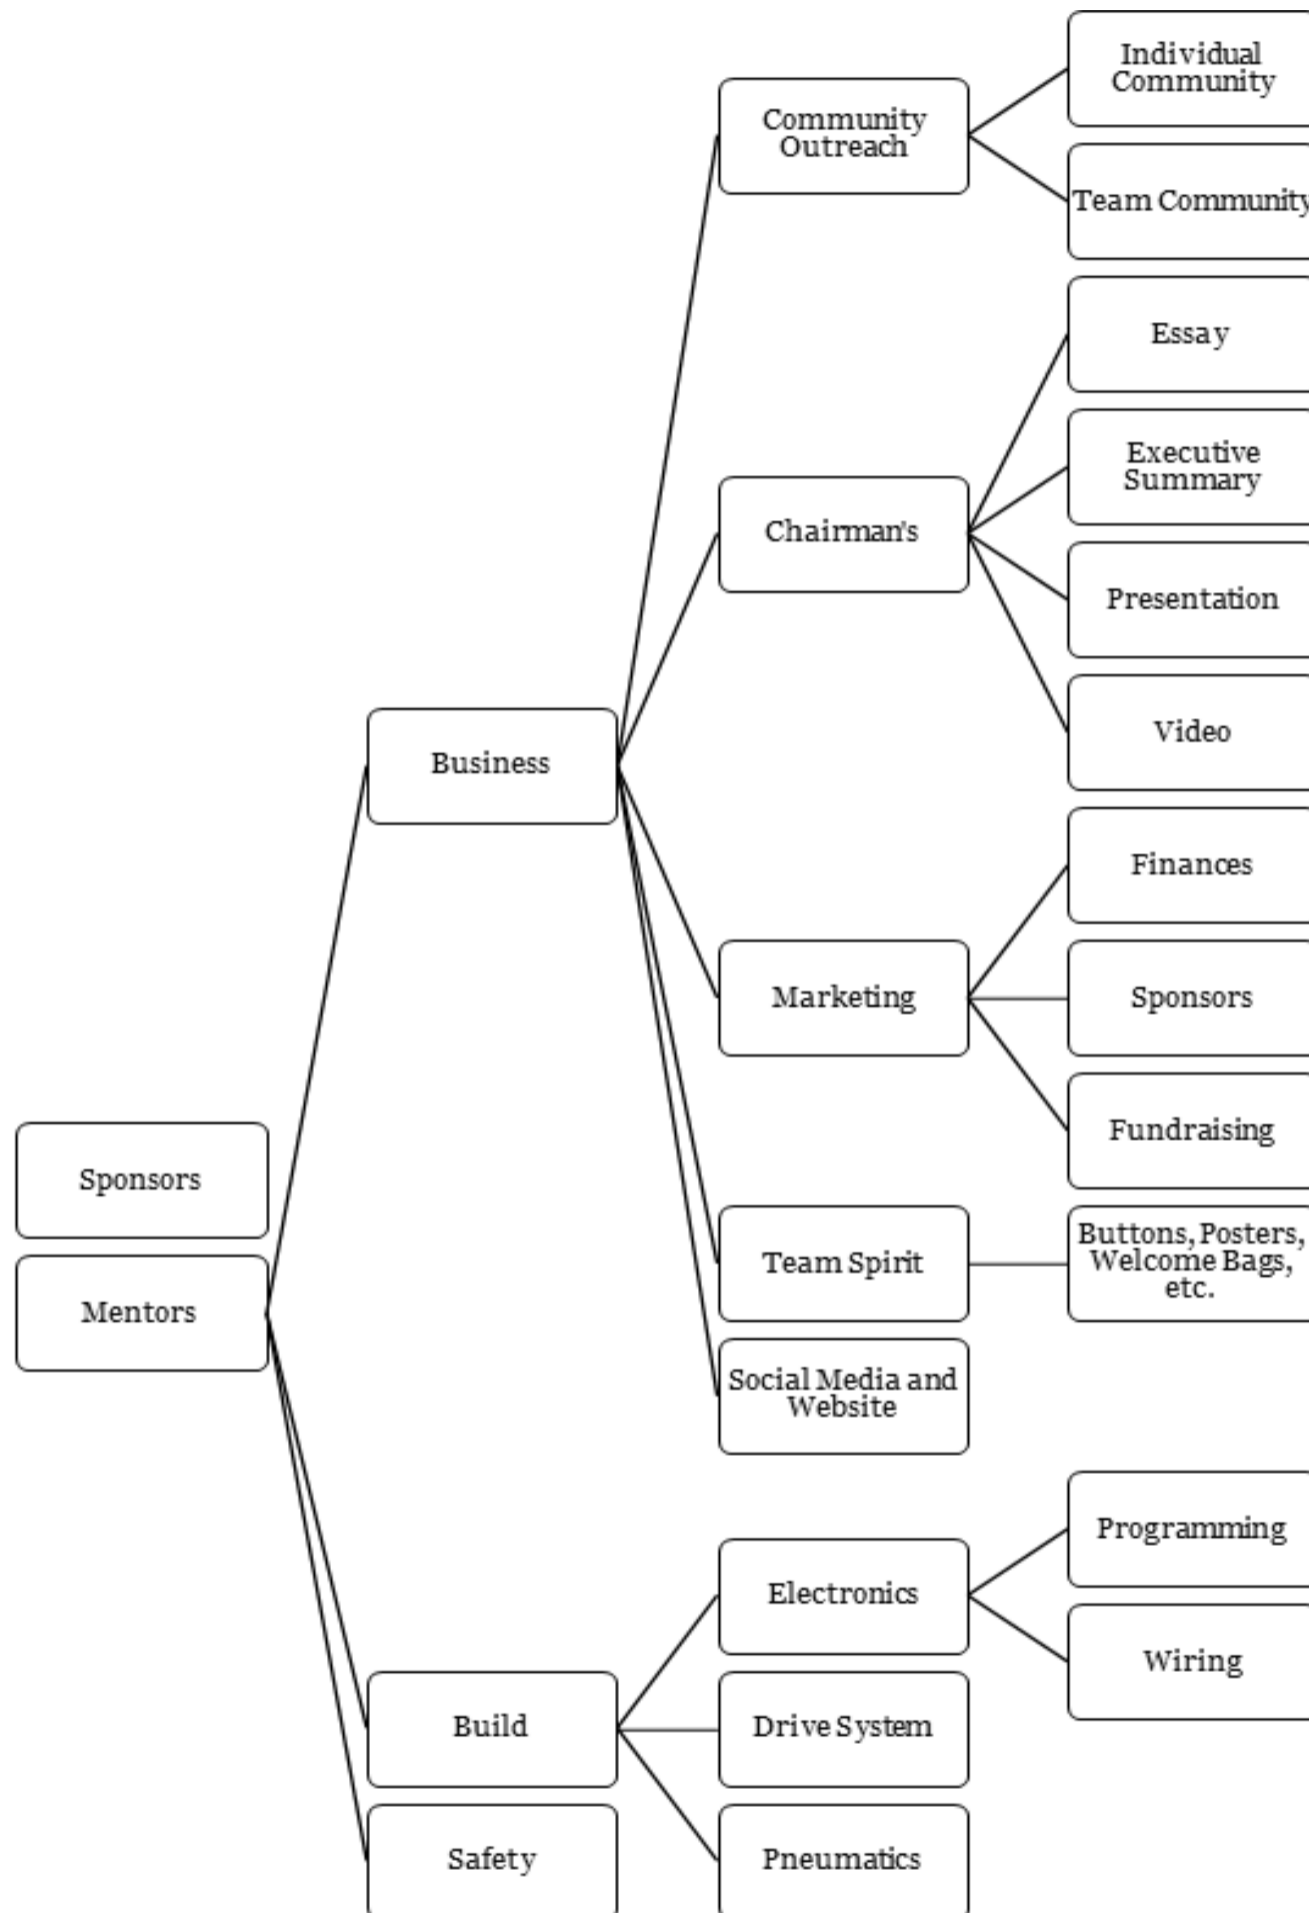 Individual
Community
Community
Outreach
Team Community
Essay
Executive
Summary
Chairman's
Presentation
Video
Business
Finances
Marketing
Sponsors
Fundraising
Sponsors
Team Spirit
Buttons, Posters,
Welcome Bags,
etc.
Mentors
Social Media and
Website
Programming
Electronics
Wiring
Build
Drive System
Safety
Pneumatics